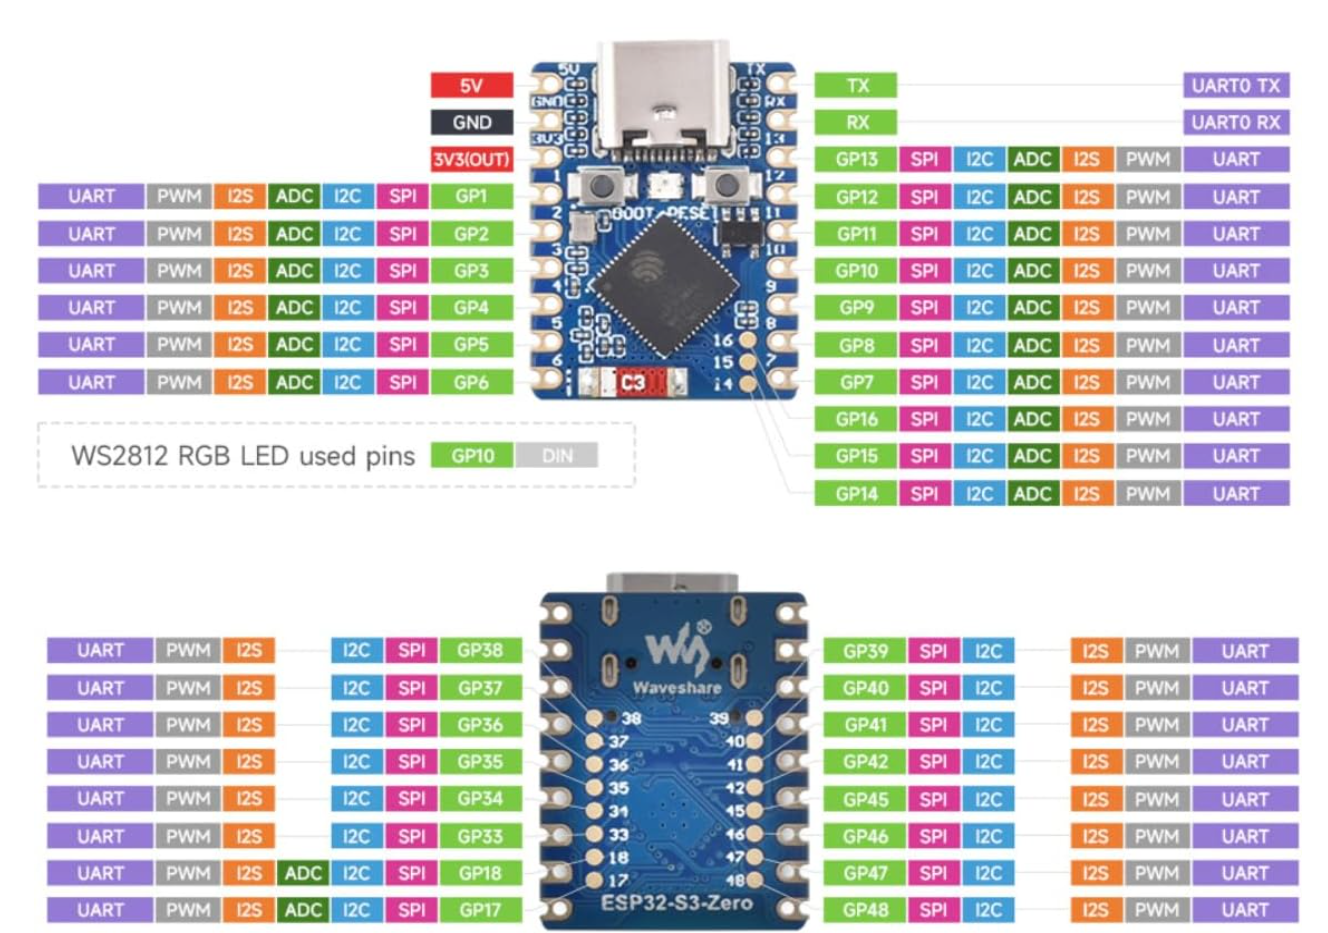 5V TX UART0 TX
GND RX UART0 RX
3V3(OUT) GP13 SPI I2C ADC I2S PWM UART
UART PWM I2S ADC I2C SPI GP1 GP12 SPI I2C ADC I2S PWM UART
UART PWM I2S ADC I2C SPI GP2 GP11 SPI I2C ADC I2S PWM UART
UART PWM I2S ADC I2C SPI GP3 GP10 SPI I2C ADC I2S PWM UART
UART PWM I2S ADC I2C SPI GP4 GP9 SPI I2C ADC I2S PWM UART
UART PWM I2S ADC I2C SPI GP5 GP8 SPI I2C ADC I2S PWM UART
UART PWM I2S ADC I2C SPI GP6 GP7 SPI I2C ADC I2S PWM UART
GP16 SPI I2C ADC I2S PWM UART
GP15 SPI I2C ADC I2S PWM UART
GP14 SPI I2C ADC I2S PWM UART
5V TX
GND RX
3V3 13
1 12
BOOT RESET
2 11
3 10
4 9
5 8
6 7
16
15
14
C3
WS2812 RGB LED used pins GP10 DIN
UART PWM I2S I2C SPI GP38 GP39 SPI I2C I2S PWM UART
UART PWM I2S I2C SPI GP37 GP40 SPI I2C I2S PWM UART
UART PWM I2S I2C SPI GP36 GP41 SPI I2C I2S PWM UART
UART PWM I2S I2C SPI GP35 GP42 SPI I2C I2S PWM UART
UART PWM I2S I2C SPI GP34 GP45 SPI I2C I2S PWM UART
UART PWM I2S I2C SPI GP33 GP46 SPI I2C I2S PWM UART
UART PWM I2S ADC I2C SPI GP18 GP47 SPI I2C I2S PWM UART
UART PWM I2S ADC I2C SPI GP17 GP48 SPI I2C I2S PWM UART
Waveshare
38 39
37 40
36 41
35 42
34 45
33 46
18 47
17 48
ESP32-S3-Zero